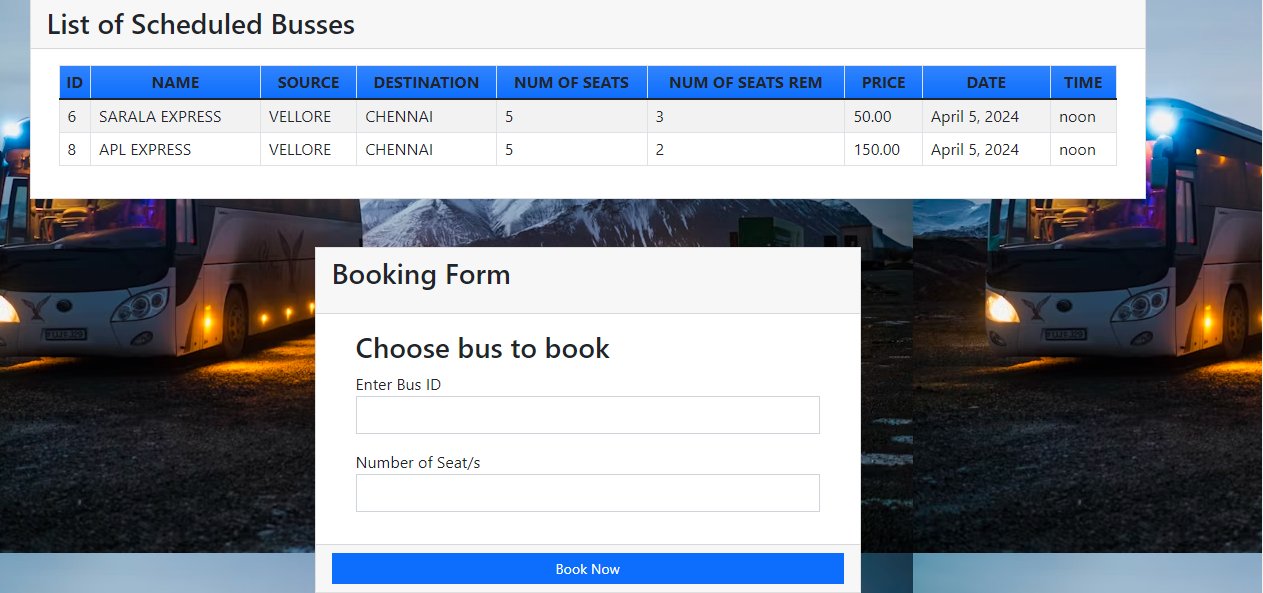 List of Scheduled Busses
ID NAME SOURCE DESTINATION NUM OF SEATS NUM OF SEATS REM PRICE DATE TIME
6 SARALA EXPRESS VELLORE CHENNAI 5 3 50.00 April 5, 2024 noon
8 APL EXPRESS VELLORE CHENNAI 5 2 150.00 April 5, 2024 noon
Booking Form
Choose bus to book
Enter Bus ID
Number of Seat/s
Book Now